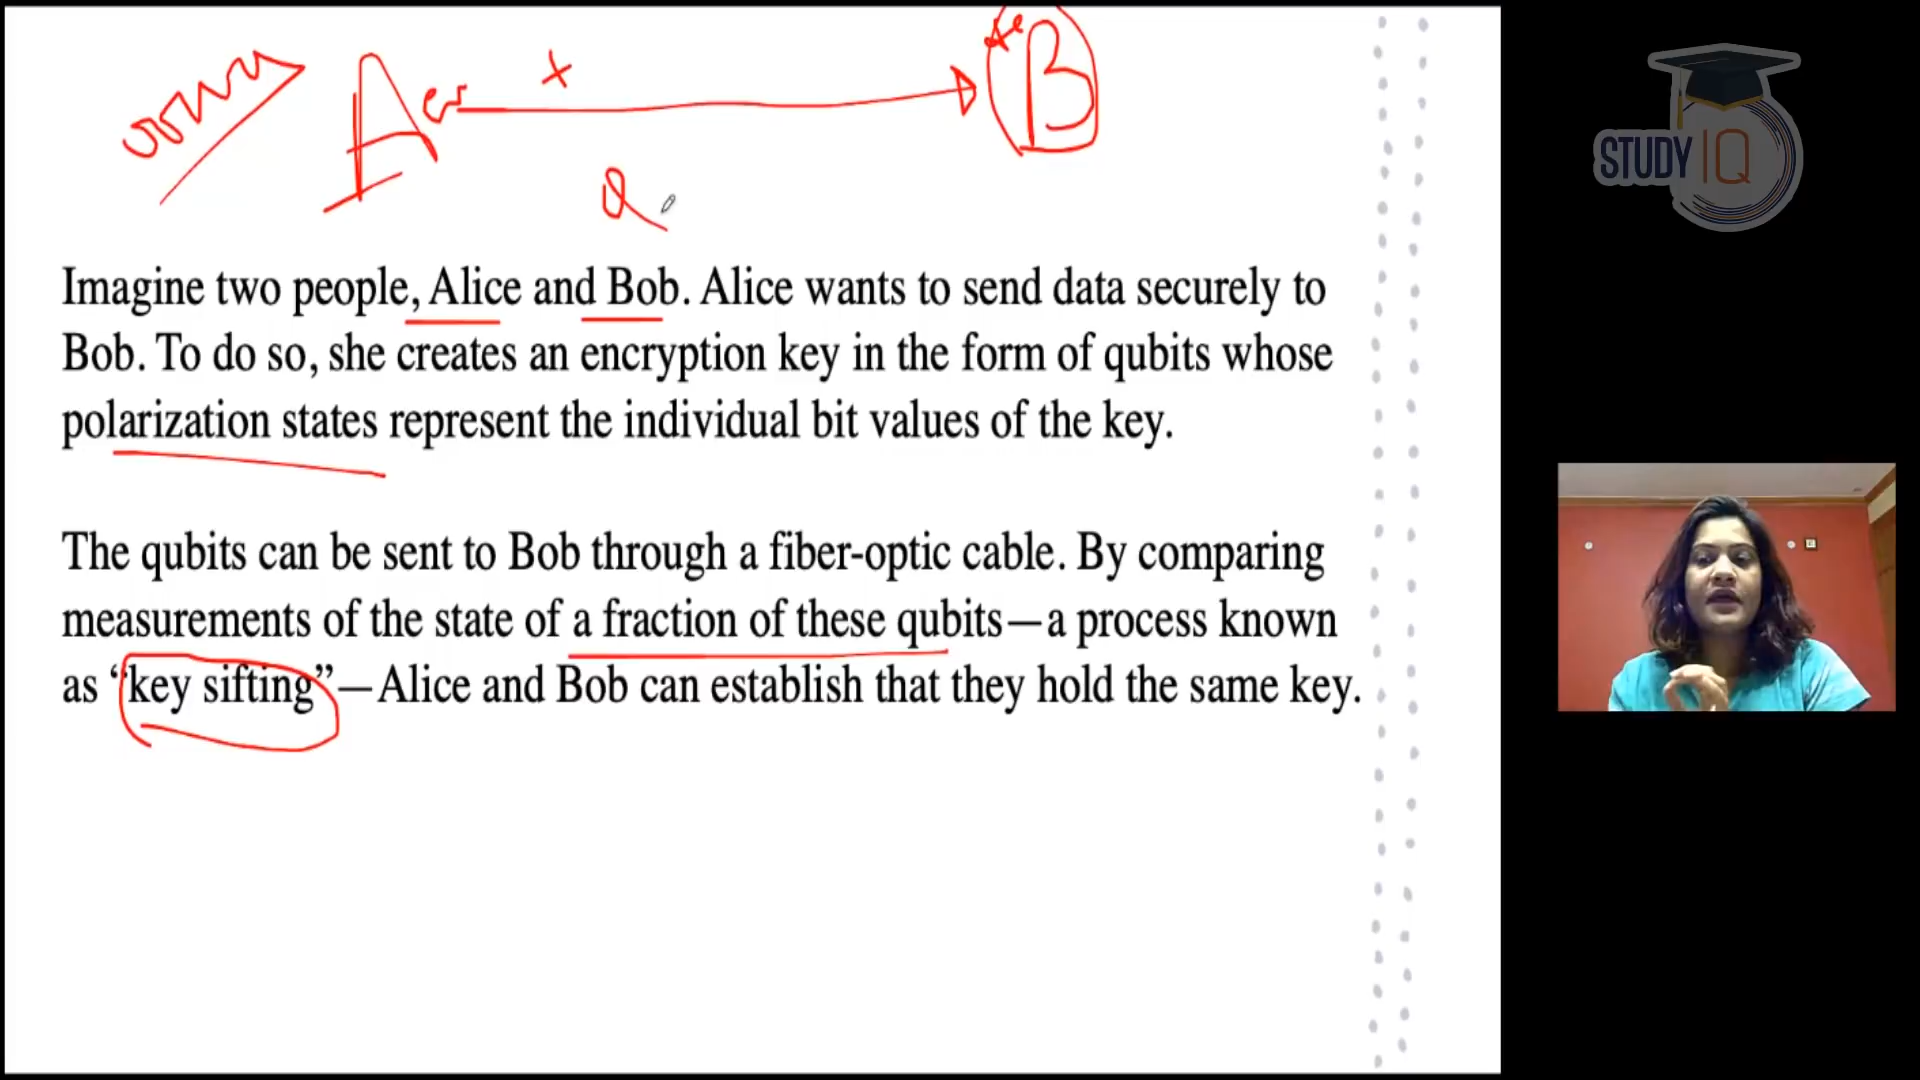 A
B
Q
STUDY IQ
Imagine two people, Alice and Bob. Alice wants to send data securely to
Bob. To do so, she creates an encryption key in the form of qubits whose
polarization states represent the individual bit values of the key.
The qubits can be sent to Bob through a fiber-optic cable. By comparing
measurements of the state of a fraction of these qubits—a process known
as “key sifting”—Alice and Bob can establish that they hold the same key.